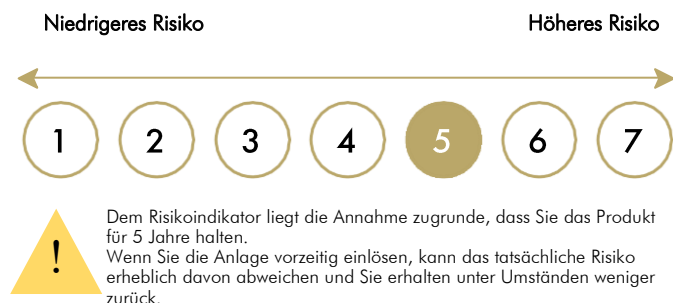 Niedrigeres Risiko Höheres Risiko
1 2 3 4 5 6 7
! Dem Risikoindikator liegt die Annahme zugrunde, dass Sie das Produkt
für 5 Jahre halten.
Wenn Sie die Anlage vorzeitig einlösen, kann das tatsächliche Risiko
erheblich davon abweichen und Sie erhalten unter Umständen weniger
zurück.